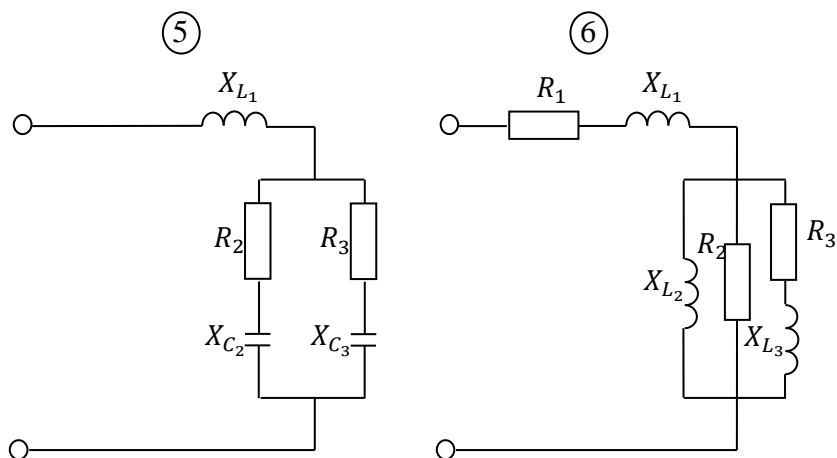 5
X_{L_1}
R_2
R_3
X_{C_2}
X_{C_3}
6
R_1
X_{L_1}
R_2
R_3
X_{L_2}
X_{L_3}